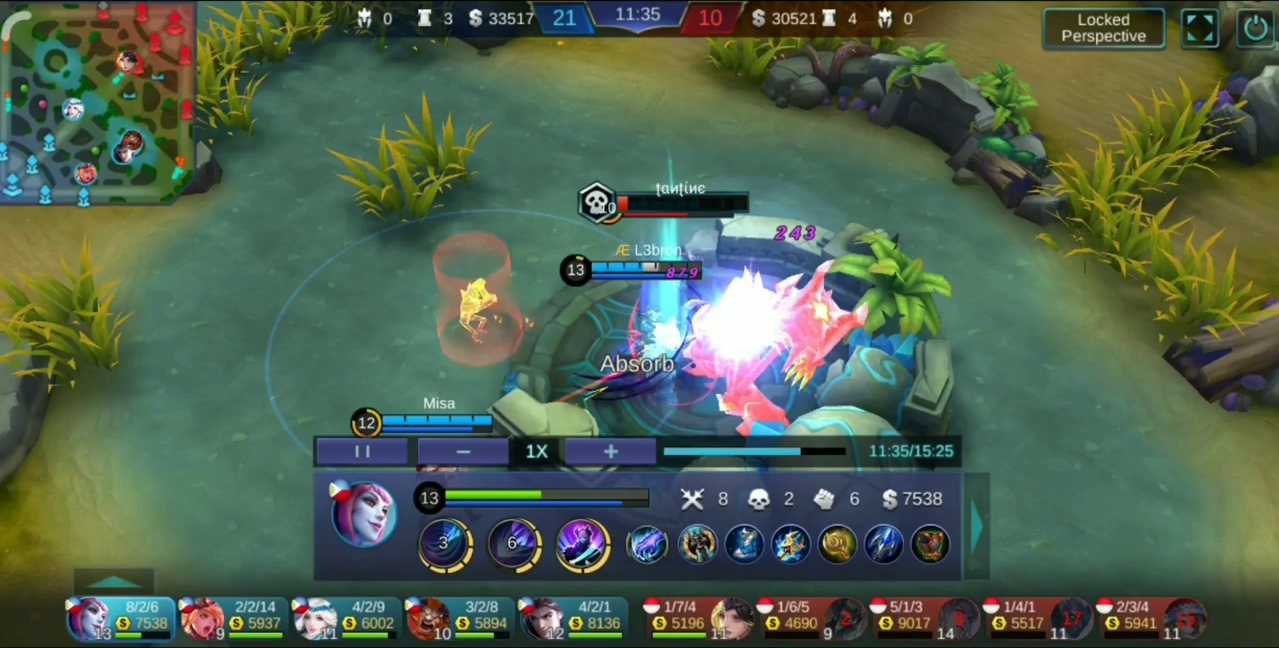 0 3 $ 33517 21 11:35 10 $ 30521 4 0
Locked
Perspective
ţąиţιиє
10
243
Æ L3bron
13
879
Absorb
Misa
12
1X
11:35/15:25
13 8 2 6 $ 7538
3 6
8/2/6 2/2/14 4/2/9 3/2/8 4/2/1 1/7/4 1/6/5 5/1/3 1/4/1 2/3/4
S 7538 S 5937 S 6002 S 5894 S 8136 S 5196 S 4690 S 9017 S 5517 S 5941
13 9 11 10 12 11 9 14 11 11